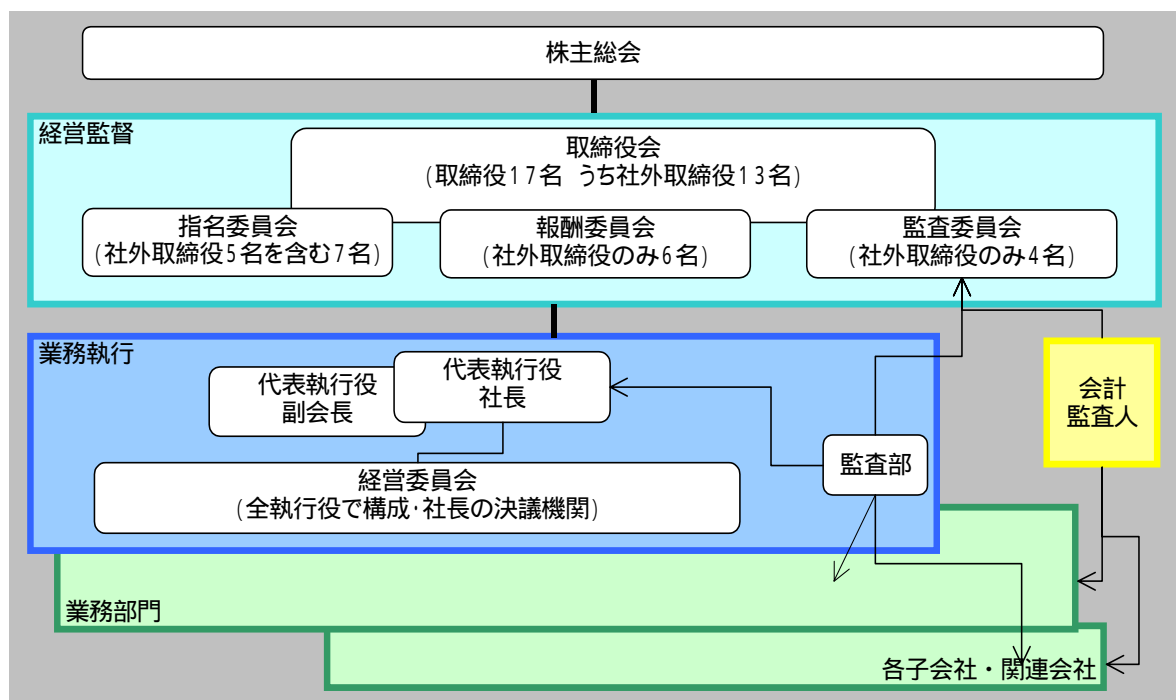 株主総会
経営監督
取締役会
(取締役17名 うち社外取締役13名)
指名委員会
(社外取締役5名を含む7名)
報酬委員会
(社外取締役のみ6名)
監査委員会
(社外取締役のみ4名)
業務執行
代表執行役
副会長
代表執行役
社長
会計
監査人
監査部
経営委員会
(全執行役で構成･社長の決議機関)
業務部門
各子会社・関連会社